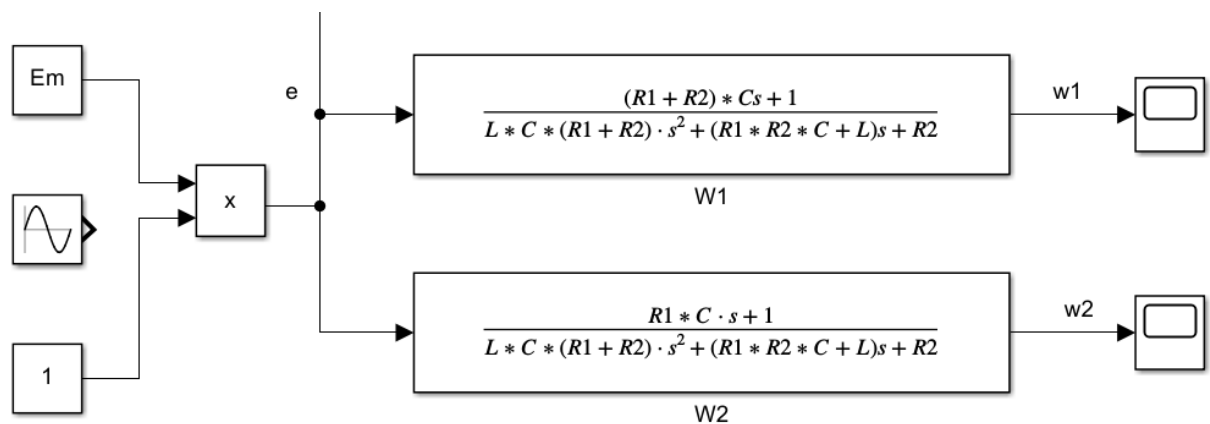 Em
e
(R1 + R2) * Cs + 1
L * C * (R1 + R2) · s² + (R1 * R2 * C + L)s + R2
w1
W1
x
1
R1 * C · s + 1
L * C * (R1 + R2) · s² + (R1 * R2 * C + L)s + R2
w2
W2